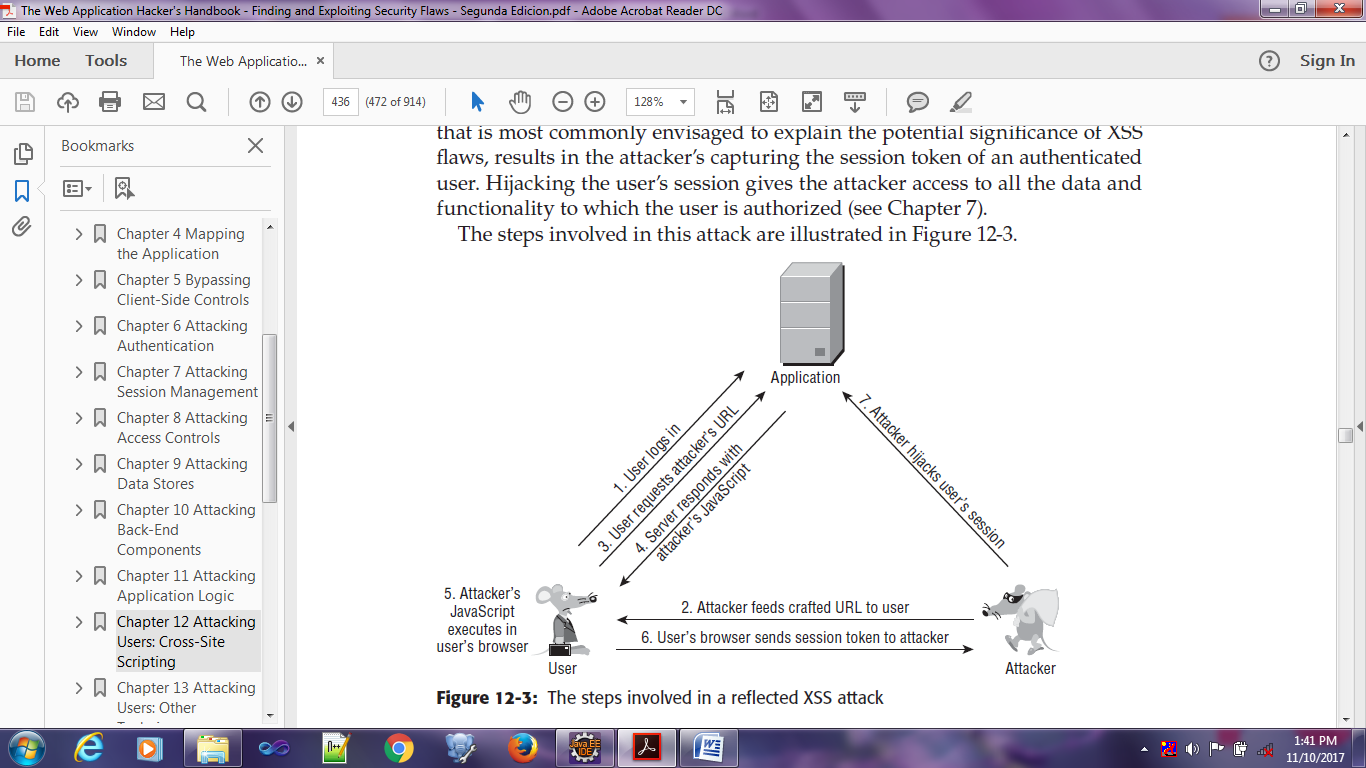 The Web Application Hacker's Handbook - Finding and Exploiting Security Flaws - Segunda Edicion.pdf - Adobe Acrobat Reader DC
File Edit View Window Help
Home Tools The Web Applicatio... × Sign In
436 (472 of 914) 128%
Bookmarks
Chapter 4 Mapping
the Application
Chapter 5 Bypassing
Client-Side Controls
Chapter 6 Attacking
Authentication
Chapter 7 Attacking
Session Management
Chapter 8 Attacking
Access Controls
Chapter 9 Attacking
Data Stores
Chapter 10 Attacking
Back-End
Components
Chapter 11 Attacking
Application Logic
Chapter 12 Attacking
Users: Cross-Site
Scripting
Chapter 13 Attacking
Users: Other
that is most commonly envisaged to explain the potential significance of XSS
flaws, results in the attacker's capturing the session token of an authenticated
user. Hijacking the user's session gives the attacker access to all the data and
functionality to which the user is authorized (see Chapter 7).
The steps involved in this attack are illustrated in Figure 12-3.
Application
1. User logs in
3. User requests attacker's URL
4. Server responds with
attacker's JavaScript
7. Attacker hijacks user's session
5. Attacker's
JavaScript
executes in
user's browser
2. Attacker feeds crafted URL to user
6. User's browser sends session token to attacker
User
Attacker
Figure 12-3: The steps involved in a reflected XSS attack
Java EE
IDE
1:41 PM
11/10/2017